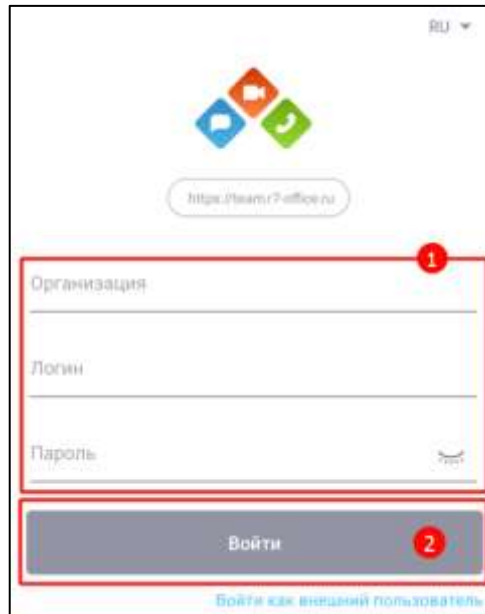 RU
https://team.r7-office.ru
1
Организация
Логин
Пароль
Войти
2
Войти как внешний пользователь